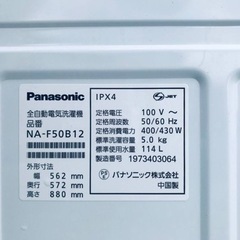 Panasonic
全自動電気洗濯機
品番
NA-F50B12
外形寸法
幅 562 mm
奥行 572 mm
高さ 880 mm
IPX4
JET
定格電圧 100 V～
定格周波数 50/60 Hz
定格消費電力 400/430 W
標準洗濯容量 5.0 kg
標準使用水量 114 L
製造番号 1973403064
PS
E
パナソニック株式会社
中国製